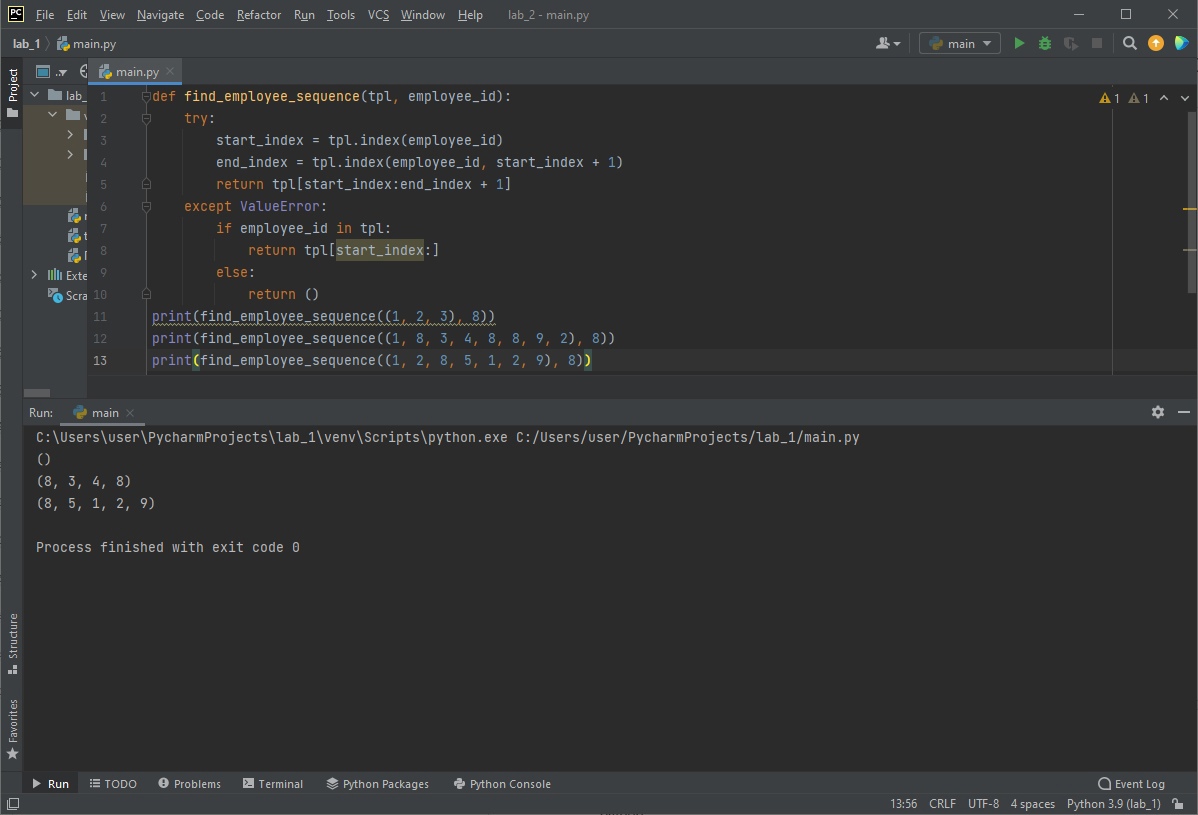 PC File Edit View Navigate Code Refactor Run Tools VCS Window Help lab_2 - main.py
lab_1 main.py main
Project
main.py
lab_
Exte
Scra
1 def find_employee_sequence(tpl, employee_id):
2 try:
3 start_index = tpl.index(employee_id)
4 end_index = tpl.index(employee_id, start_index + 1)
5 return tpl[start_index:end_index + 1]
6 except ValueError:
7 if employee_id in tpl:
8 return tpl[start_index:]
9 else:
10 return ()
11 print(find_employee_sequence((1, 2, 3), 8))
12 print(find_employee_sequence((1, 8, 3, 4, 8, 8, 9, 2), 8))
13 print(find_employee_sequence((1, 2, 8, 5, 1, 2, 9), 8))
1 1
Run: main
C:\Users\user\PycharmProjects\lab_1\venv\Scripts\python.exe C:/Users/user/PycharmProjects/lab_1/main.py
()
(8, 3, 4, 8)
(8, 5, 1, 2, 9)
Process finished with exit code 0
Structure
Favorites
Run TODO Problems Terminal Python Packages Python Console Event Log
13:56 CRLF UTF-8 4 spaces Python 3.9 (lab_1)